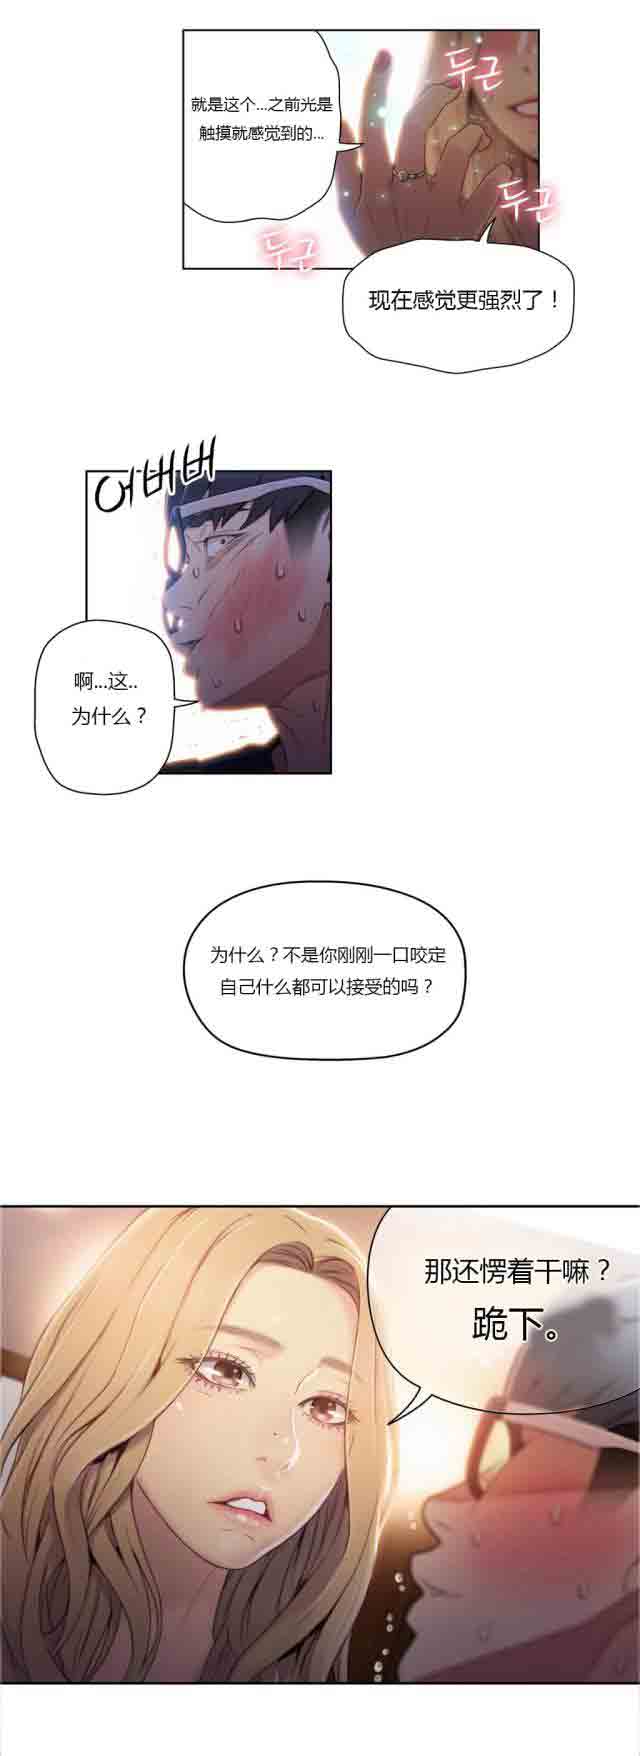 두근
就是这个...之前光是
触摸就感觉到的...
두근
두근
现在感觉更强烈了！
어버버
啊...这..
为什么？
为什么？不是你刚刚一口咬定
自己什么都可以接受的吗？
那还愣着干嘛？
跪下。